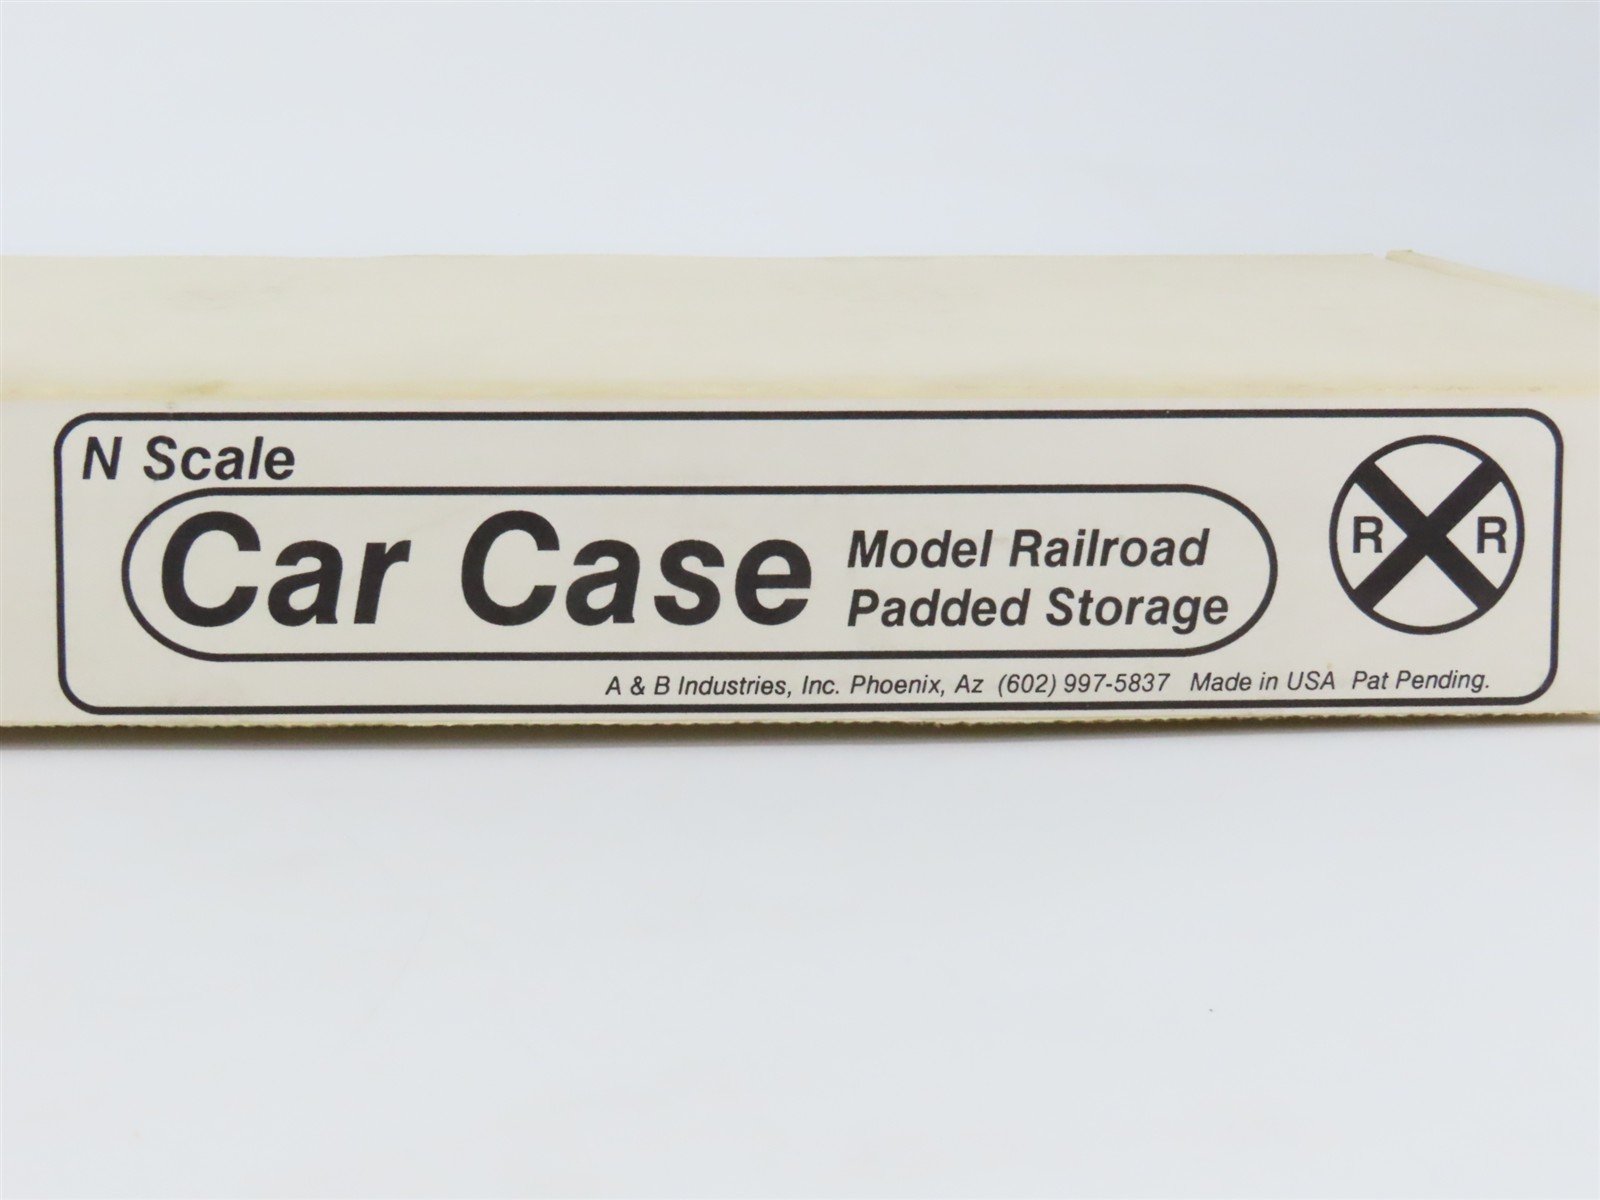 N Scale
Car Case
Model Railroad
Padded Storage
R R
A & B Industries, Inc. Phoenix, Az (602) 997-5837 Made in USA Pat Pending.